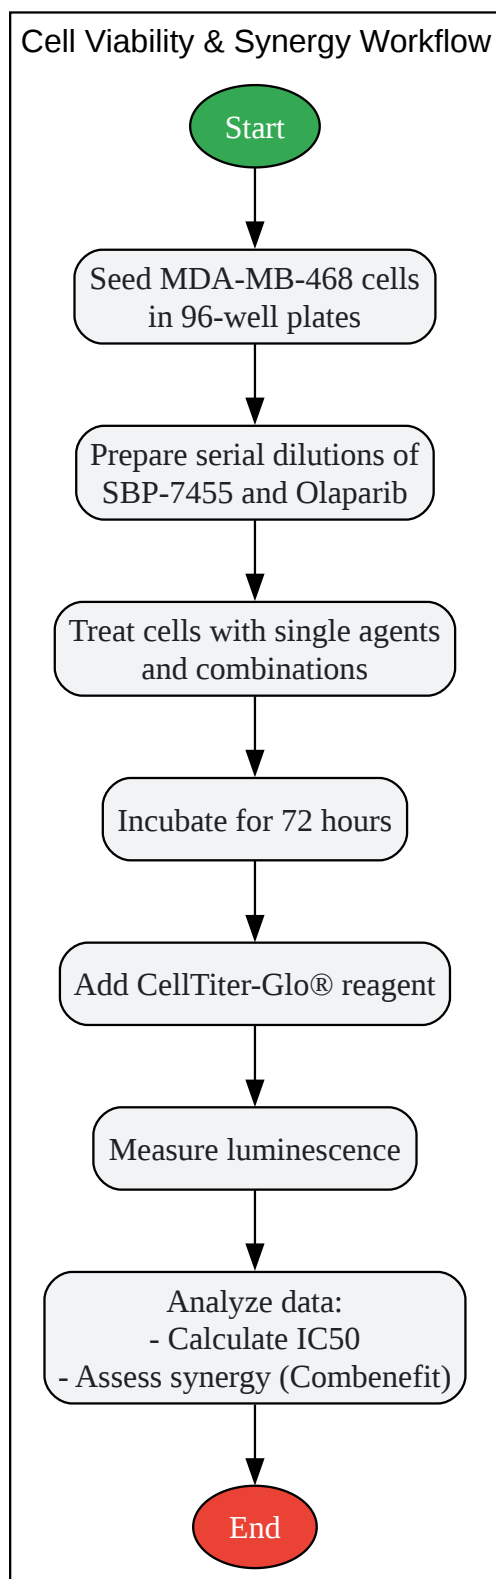 Cell Viability & Synergy Workflow
Start
Seed MDA-MB-468 cells
in 96-well plates
Prepare serial dilutions of
SBP-7455 and Olaparib
Treat cells with single agents
and combinations
Incubate for 72 hours
Add CellTiter-Glo® reagent
Measure luminescence
Analyze data:
- Calculate IC50
- Assess synergy (Combenefit)
End